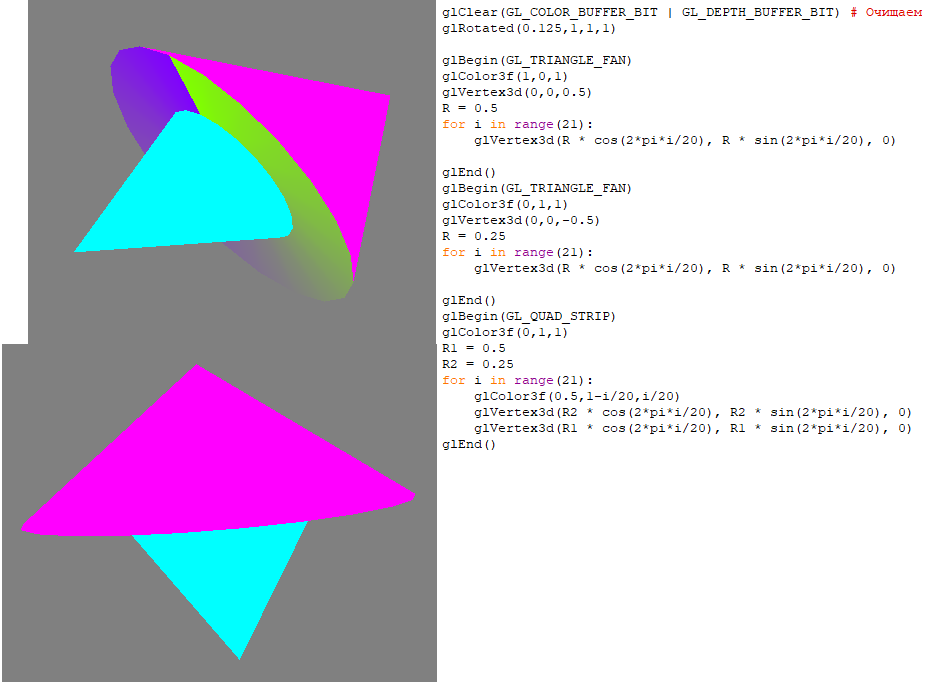 glClear(GL_COLOR_BUFFER_BIT | GL_DEPTH_BUFFER_BIT) # Очищаем
glRotated(0.125,1,1,1)
glBegin(GL_TRIANGLE_FAN)
glColor3f(1,0,1)
glVertex3d(0,0,0.5)
R = 0.5
for i in range(21):
    glVertex3d(R * cos(2*pi*i/20), R * sin(2*pi*i/20), 0)
glEnd()
glBegin(GL_TRIANGLE_FAN)
glColor3f(0,1,1)
glVertex3d(0,0,-0.5)
R = 0.25
for i in range(21):
    glVertex3d(R * cos(2*pi*i/20), R * sin(2*pi*i/20), 0)
glEnd()
glBegin(GL_QUAD_STRIP)
glColor3f(0,1,1)
R1 = 0.5
R2 = 0.25
for i in range(21):
    glColor3f(0.5,1-i/20,i/20)
    glVertex3d(R2 * cos(2*pi*i/20), R2 * sin(2*pi*i/20), 0)
    glVertex3d(R1 * cos(2*pi*i/20), R1 * sin(2*pi*i/20), 0)
glEnd()